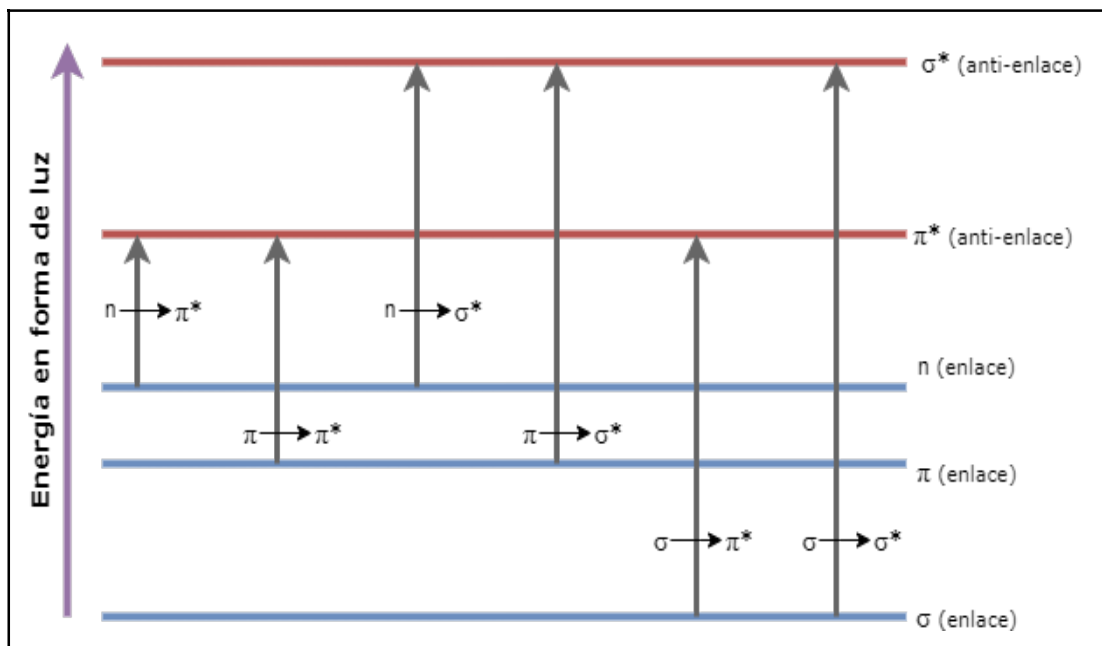 Energía en forma de luz
σ* (anti-enlace)
π* (anti-enlace)
n → π*
n → σ*
n (enlace)
π → π*
π → σ*
π (enlace)
σ → π*
σ → σ*
σ (enlace)